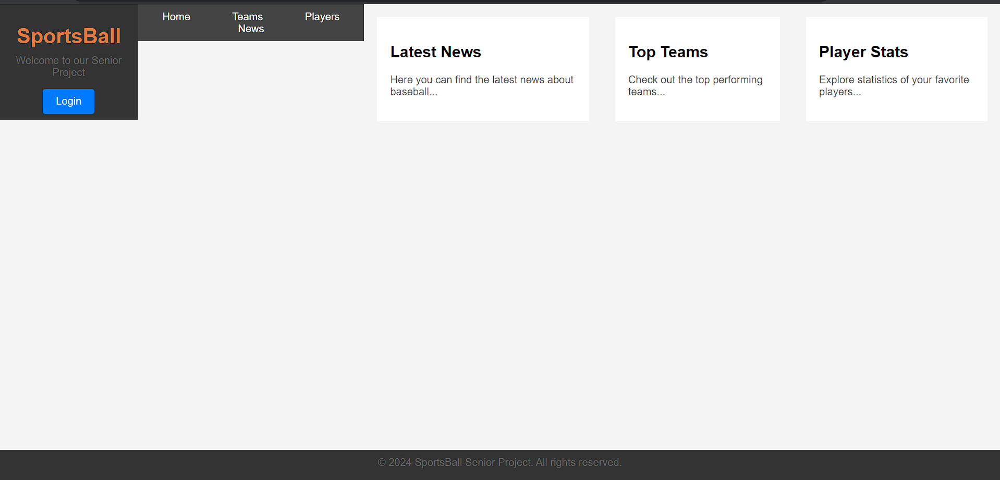 SportsBall
Welcome to our Senior
Project
Login
Home Teams Players
News
Latest News
Here you can find the latest news about
baseball...
Top Teams
Check out the top performing
teams...
Player Stats
Explore statistics of your favorite
players...
© 2024 SportsBall Senior Project. All rights reserved.